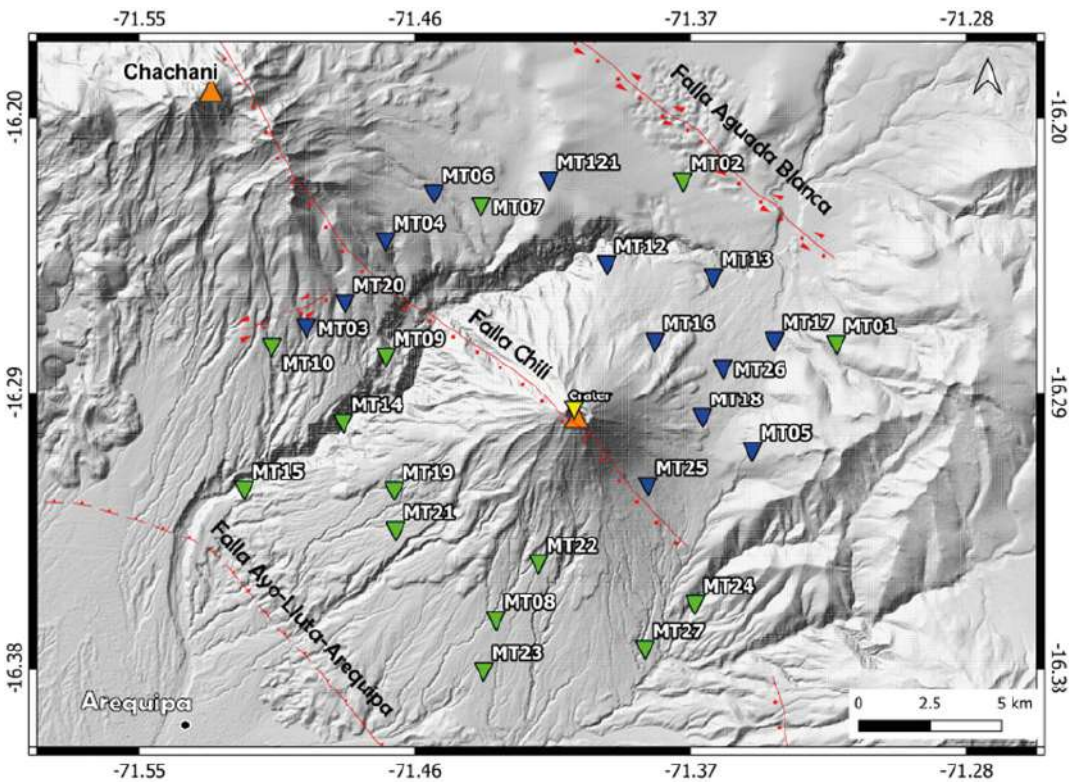 -71.55 -71.46 -71.37 -71.28
Chachani
Falla Aguada Blanca
-16.20 -16.20
MT06 MT121 MT02
MT07
MT04
MT12 MT13
MT20
MT03 MT16 MT17 MT01
MT10 MT09 Falla Chili
MT26
-16.29 -16.29
Crater
MT14 MT18
MT05
MT15 MT19 MT25
MT21
Falla Ayo-Lluta-Arequipa
MT22
MT08 MT24
MT27
MT23
-16.38 -16.38
Arequipa
0 2.5 5 km
-71.55 -71.46 -71.37 -71.28